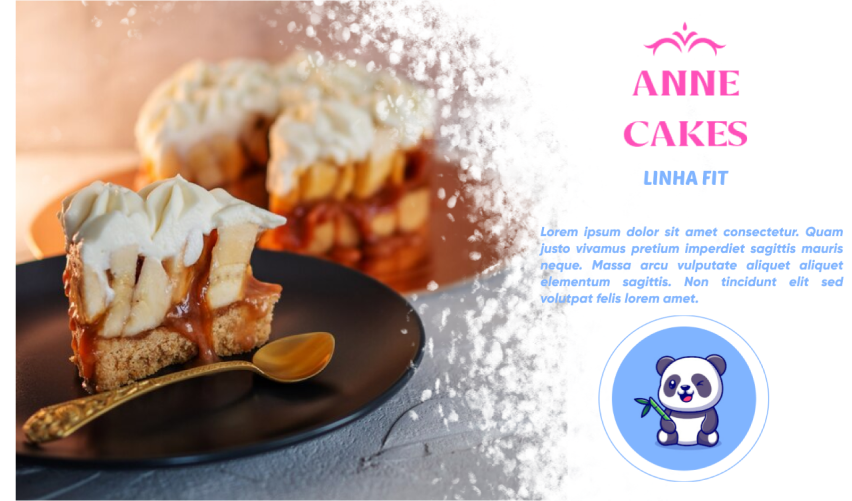 ANNE
CAKES
LINHA FIT
Lorem ipsum dolor sit amet consectetur. Quam
justo vivamus pretium imperdiet sagittis mauris
neque. Massa arcu vulputate aliquet aliquet
elementum sagittis. Non tincidunt elit sed
volutpat felis lorem amet.